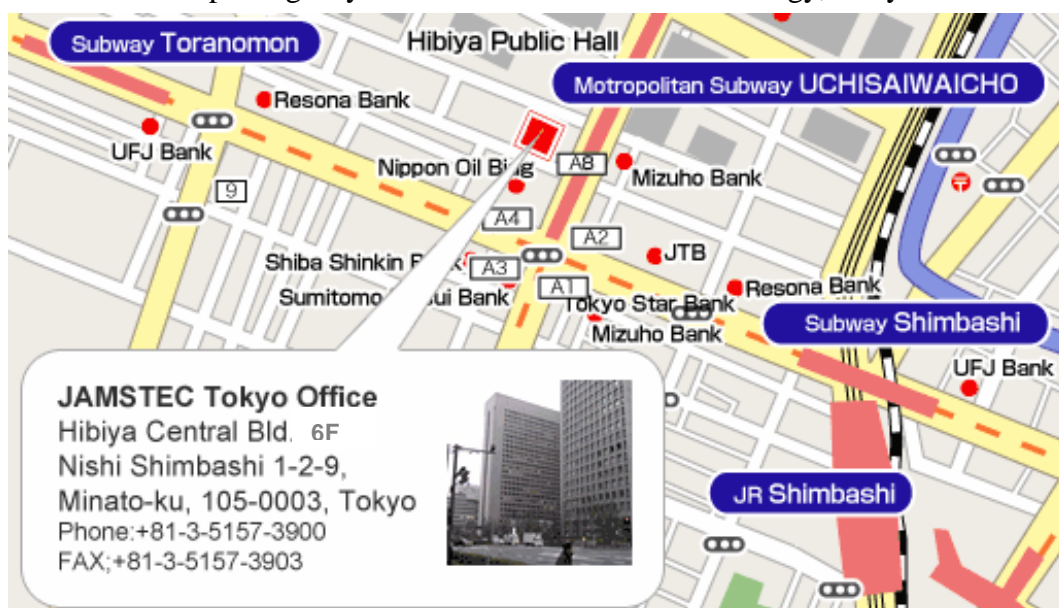 Subway Toranomon
Hibiya Public Hall
Motropolitan Subway UCHISAIWAICHO
Resona Bank
UFJ Bank
Nippon Oil
A8
Mizuho Bank
9
A4
A2
JTB
Shiba Shinkin
A3
Sumitomo
Bank
A1
Tokyo Star Bank
Resona Bank
Mizuho Bank
Subway Shimbashi
UFJ Bank
JR Shimbashi
JAMSTEC Tokyo Office
Hibiya Central Bld. 6F
Nishi Shimbashi 1-2-9,
Minato-ku, 105-0003, Tokyo
Phone:+81-3-5157-3900
FAX;+81-3-5157-3903